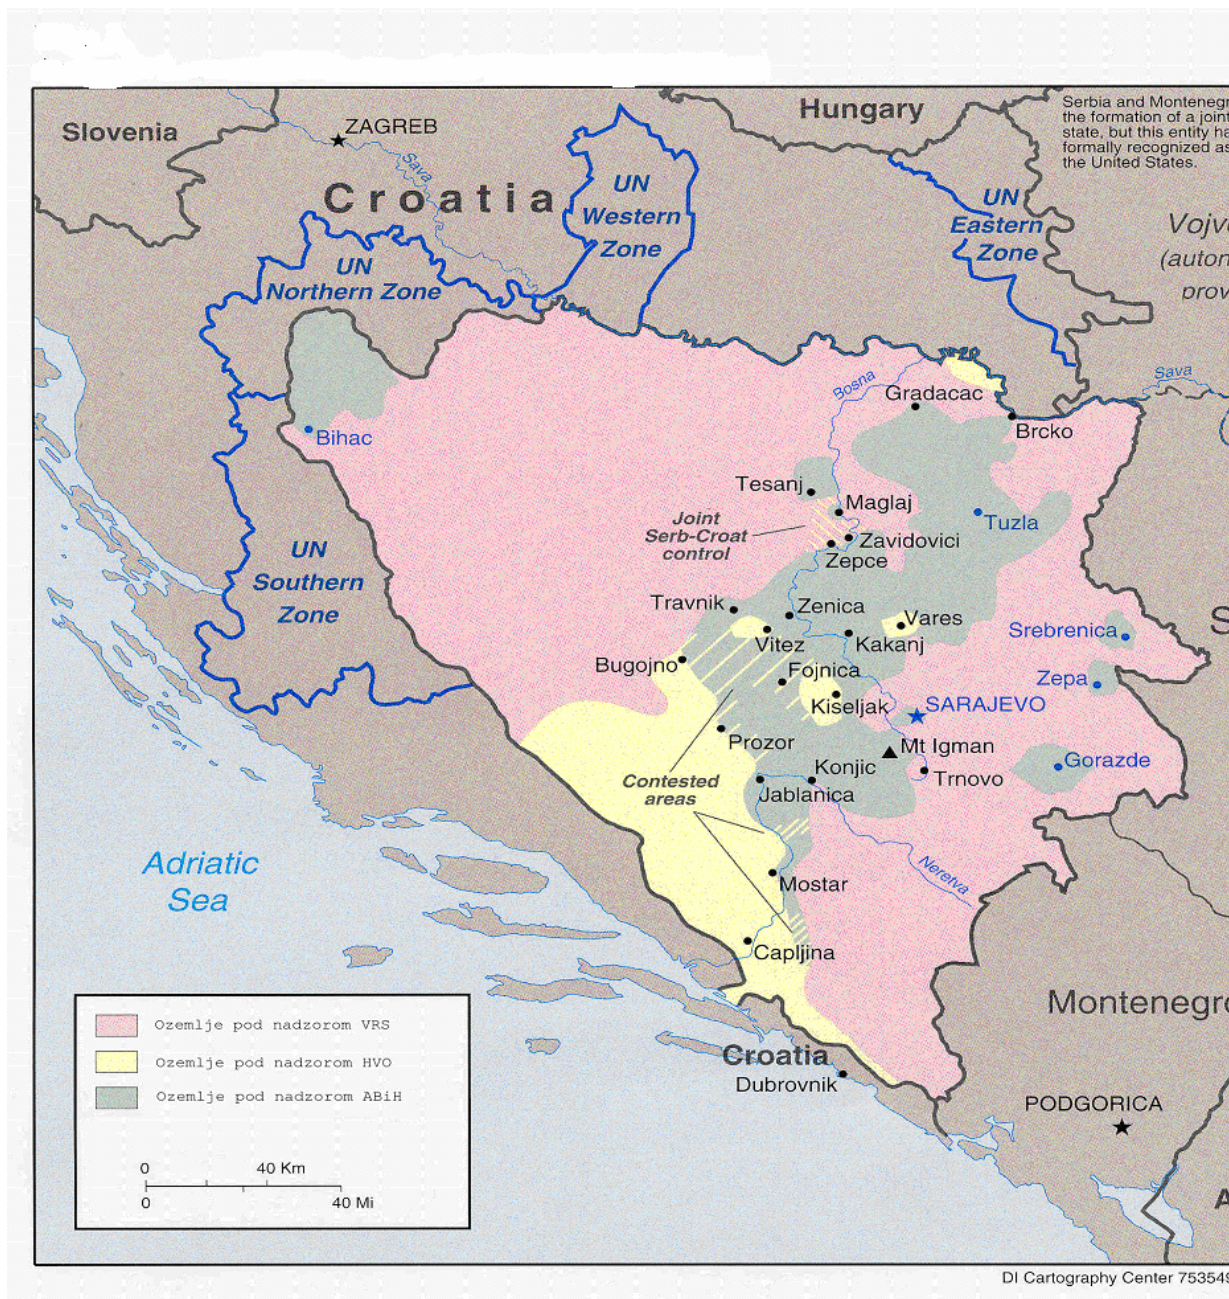 Slovenia
ZAGREB
Sava
Croatia
Hungary
Serbia and Montenegr
the formation of a joint
state, but this entity ha
formally recognized as
the United States.
UN
Western
Zone
UN
Eastern
Zone
Vojv
(auton
prov
UN
Northern Zone
Sava
Bosna
Gradacac
Brcko
Bihac
Tesanj
Maglaj
Tuzla
Joint
Serb-Croat
control
Zavidovici
Zepce
UN
Southern
Zone
Travnik
Zenica
Vares
Srebrenica
Vitez
Kakanj
Bugojno
Fojnica
Zepa
Kiseljak
SARAJEVO
Prozor
Mt Igman
Konjic
Gorazde
Trnovo
Contested
areas
Jablanica
Adriatic
Sea
Neretva
Mostar
Capljina
Montenegro
Ozemlje pod nadzorom VRS
Ozemlje pod nadzorom HVO
Ozemlje pod nadzorom ABiH
Croatia
Dubrovnik
PODGORICA
0 40 Km
0 40 Mi
A
DI Cartography Center 753549